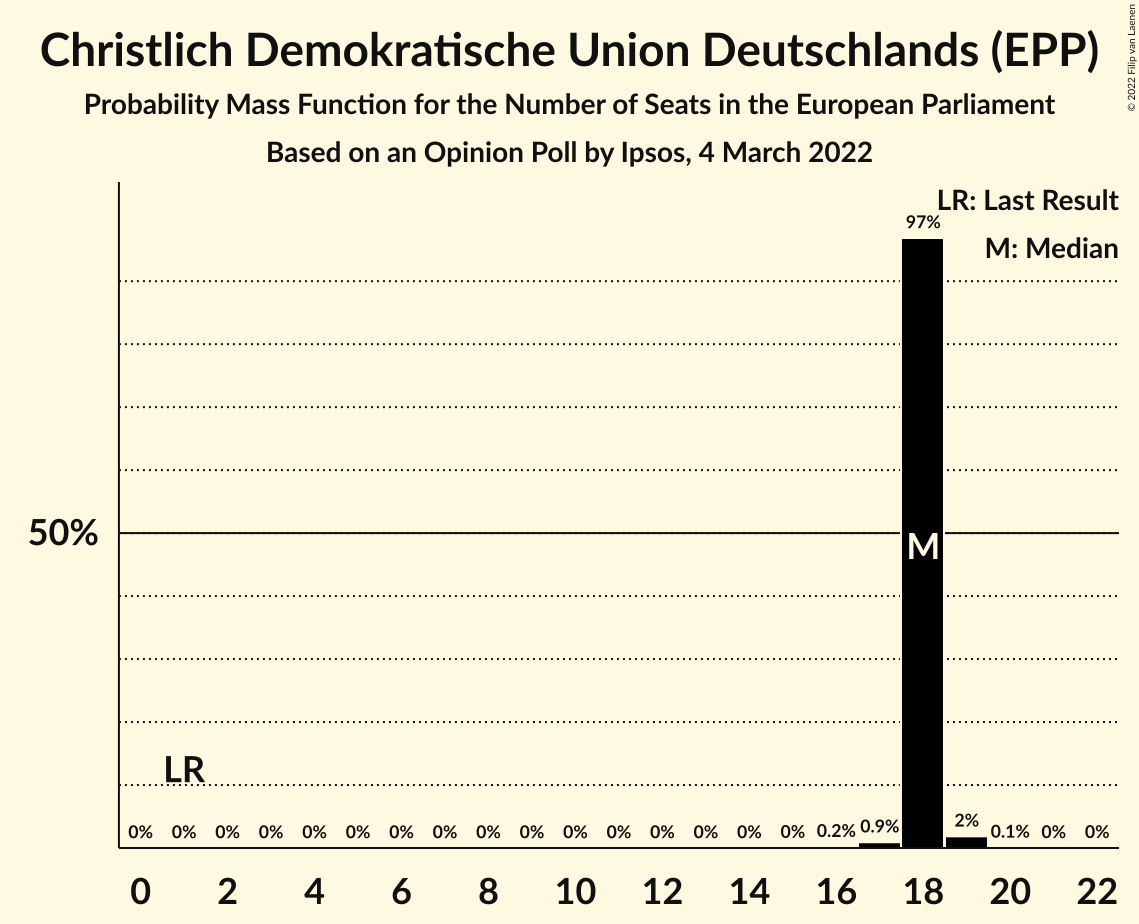 Christlich Demokratische Union Deutschlands (EPP)
Probability Mass Function for the Number of Seats in the European Parliament
Based on an Opinion Poll by Ipsos, 4 March 2022
© 2022 Filip van Laenen
LR: Last Result
97%
M: Median
50%
M
LR
0% 0% 0% 0% 0% 0% 0% 0% 0% 0% 0% 0% 0% 0% 0% 0% 0.2% 0.9% 2% 0.1% 0% 0%
0 2 4 6 8 10 12 14 16 18 20 22